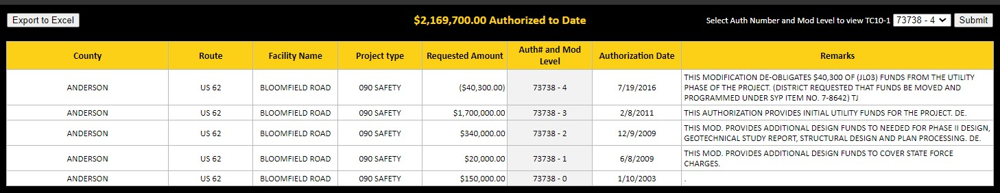 Export to Excel
$2,169,700.00 Authorized to Date
Select Auth Number and Mod Level to view TC10-1 73738 - 4 Submit
County Route Facility Name Project type Requested Amount Auth# and Mod Level Authorization Date Remarks
ANDERSON US 62 BLOOMFIELD ROAD 090 SAFETY ($40,300.00) 73738 - 4 7/19/2016 THIS MODIFICATION DE-OBLIGATES $40,300 OF (JL03) FUNDS FROM THE UTILITY
PHASE OF THE PROJECT. (DISTRICT REQUESTED THAT FUNDS BE MOVED AND
PROGRAMMED UNDER SYP ITEM NO. 7-8642) TJ
ANDERSON US 62 BLOOMFIELD ROAD 090 SAFETY $1,700,000.00 73738 - 3 2/8/2011 THIS AUTHORIZATION PROVIDES INITIAL UTILITY FUNDS FOR THE PROJECT. DE.
ANDERSON US 62 BLOOMFIELD ROAD 090 SAFETY $340,000.00 73738 - 2 12/9/2009 THIS MOD. PROVIDES ADDITIONAL DESIGN FUNDS TO NEEDED FOR PHASE II DESIGN,
GEOTECHNICAL STUDY REPORT, STRUCTURAL DESIGN AND PLAN PROCESSING. DE.
ANDERSON US 62 BLOOMFIELD ROAD 090 SAFETY $20,000.00 73738 - 1 6/8/2009 THIS MOD. PROVIDES ADDITIONAL DESIGN FUNDS TO COVER STATE FORCE
CHARGES.
ANDERSON US 62 BLOOMFIELD ROAD 090 SAFETY $150,000.00 73738 - 0 1/10/2003 .